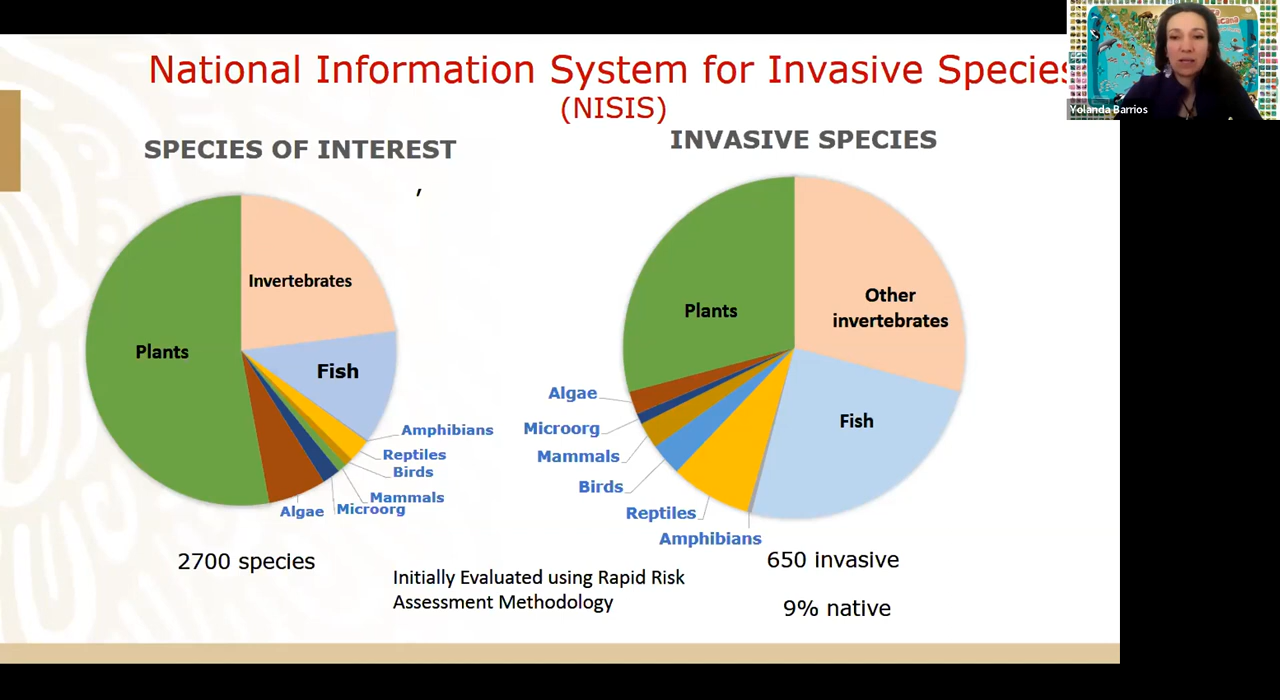 National Information System for Invasive Species
(NISIS)
Yolanda Barrios
SPECIES OF INTEREST
,
Invertebrates
Plants
Fish
Amphibians
Reptiles
Birds
Mammals
Microorg
Algae
2700 species
INVASIVE SPECIES
Plants
Other
invertebrates
Fish
Algae
Microorg
Mammals
Birds
Reptiles
Amphibians
650 invasive
9% native
Initially Evaluated using Rapid Risk
Assessment Methodology